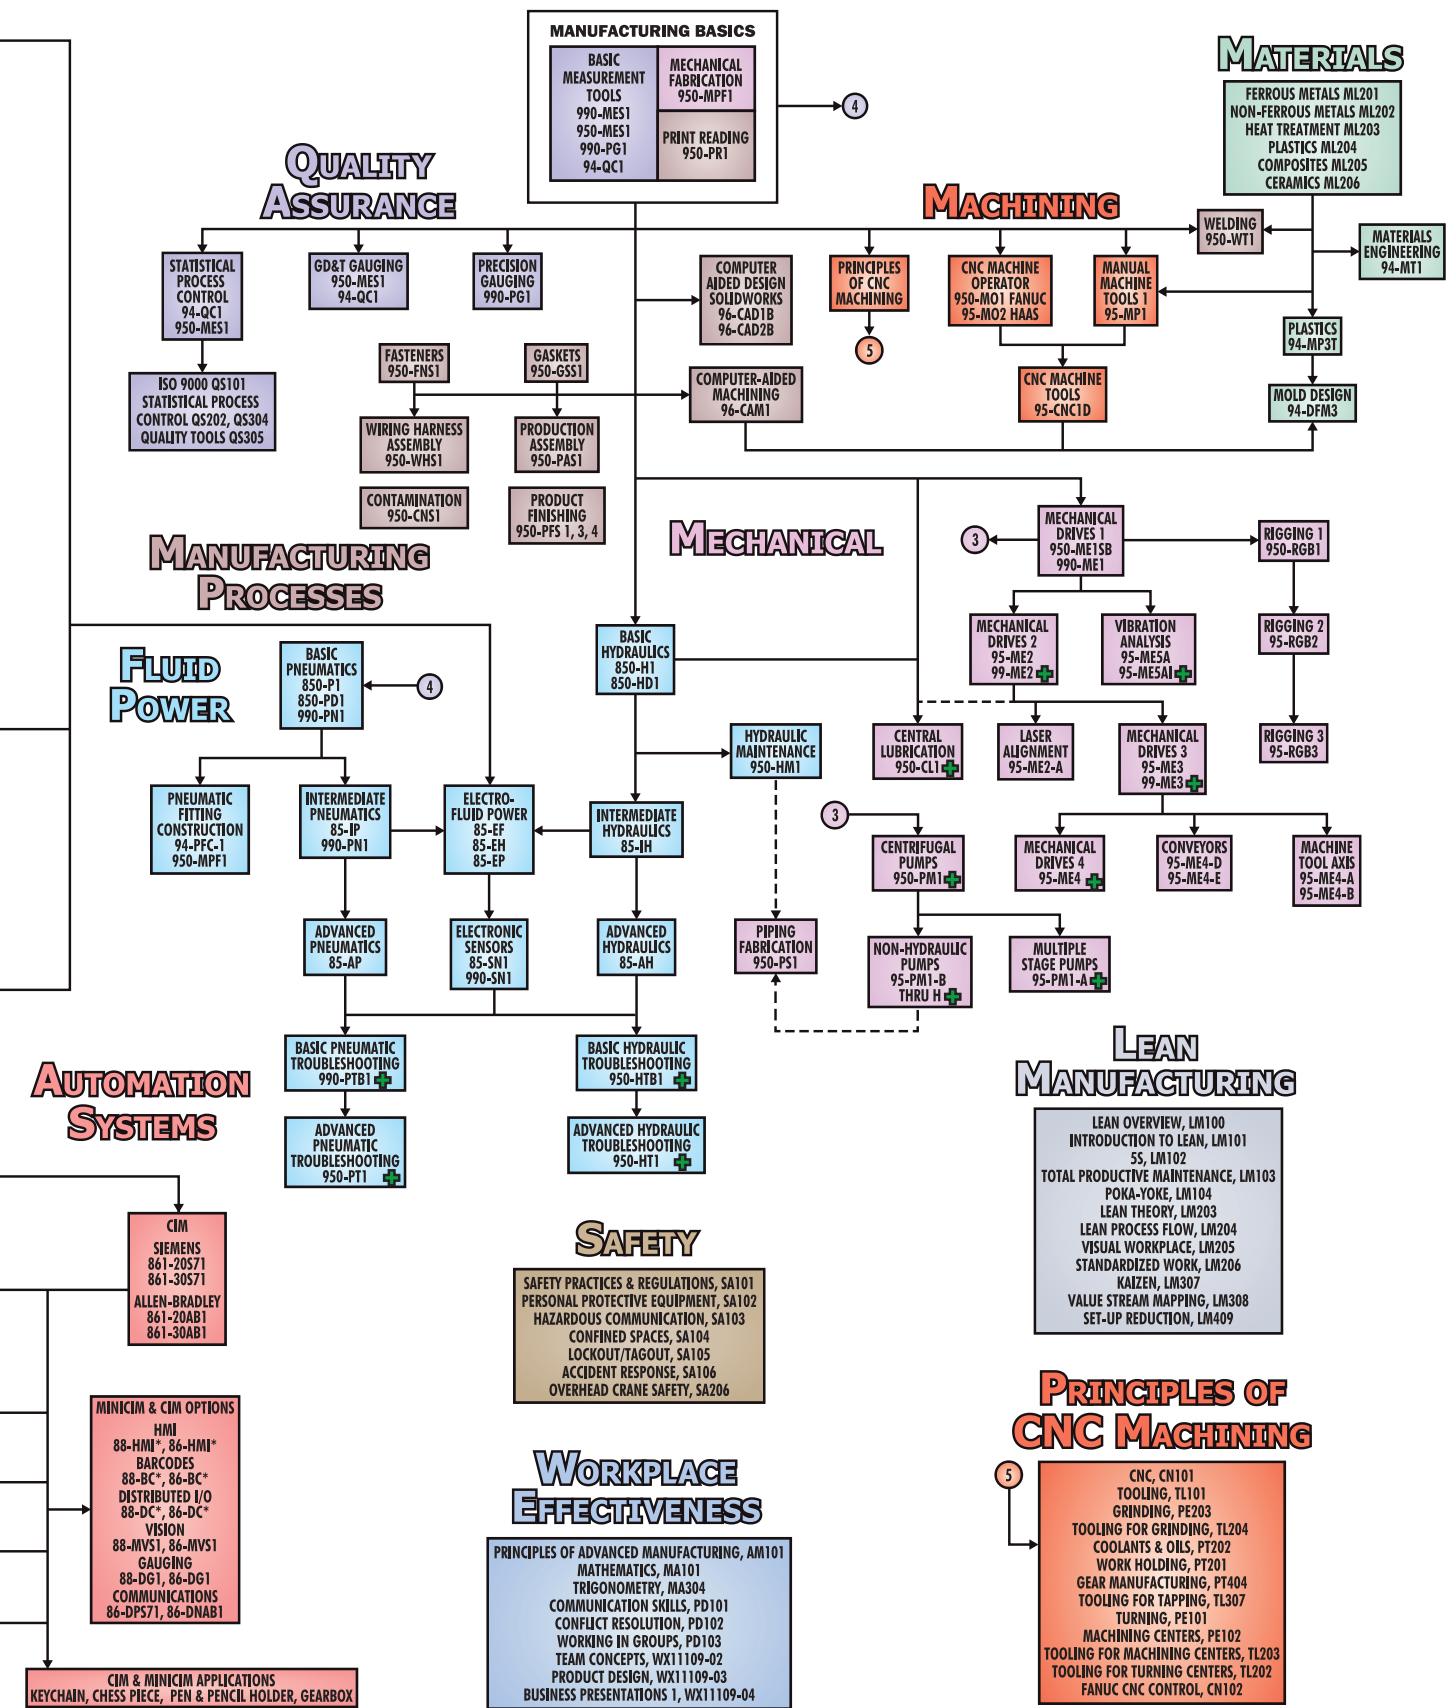 MANUFACTURING BASICS
BASIC
MEASUREMENT
TOOLS
990-MES1
950-MES1
990-PG1
94-QC1
MECHANICAL
FABRICATION
950-MPF1
PRINT READING
950-PR1
4
MATERIALS
FERROUS METALS ML201
NON-FERROUS METALS ML202
HEAT TREATMENT ML203
PLASTICS ML204
COMPOSITES ML205
CERAMICS ML206
QUALITY
ASSURANCE
MACHINING
WELDING
950-WT1
MATERIALS
ENGINEERING
94-MT1
STATISTICAL
PROCESS
CONTROL
94-QC1
950-MES1
GD&T GAUGING
950-MES1
94-QC1
PRECISION
GAUGING
990-PG1
COMPUTER
AIDED DESIGN
SOLIDWORKS
96-CAD1B
96-CAD2B
PRINCIPLES
OF CNC
MACHINING
5
CNC MACHINE
OPERATOR
950-MO1 FANUC
95-MO2 HAAS
MANUAL
MACHINE
TOOLS 1
95-MP1
PLASTICS
94-MP3T
ISO 9000 QS101
STATISTICAL PROCESS
CONTROL QS202, QS304
QUALITY TOOLS QS305
FASTENERS
950-FNS1
GASKETS
950-GSS1
COMPUTER-AIDED
MACHINING
96-CAM1
CNC MACHINE
TOOLS
95-CNC1D
MOLD DESIGN
94-DFM3
WIRING HARNESS
ASSEMBLY
950-WHS1
PRODUCTION
ASSEMBLY
950-PAS1
CONTAMINATION
950-CNS1
PRODUCT
FINISHING
950-PFS 1, 3, 4
MANUFACTURING
PROCESSES
MECHANICAL
3
MECHANICAL
DRIVES 1
950-ME1SB
990-ME1
RIGGING 1
950-RGB1
FLUID
POWER
BASIC
PNEUMATICS
850-P1
850-PD1
990-PN1
4
BASIC
HYDRAULICS
850-H1
850-HD1
MECHANICAL
DRIVES 2
95-ME2
99-ME2
VIBRATION
ANALYSIS
95-ME5A
95-ME5AI
RIGGING 2
95-RGB2
HYDRAULIC
MAINTENANCE
950-HM1
CENTRAL
LUBRICATION
950-CL1
LASER
ALIGNMENT
95-ME2-A
MECHANICAL
DRIVES 3
95-ME3
99-ME3
RIGGING 3
95-RGB3
PNEUMATIC
FITTING
CONSTRUCTION
94-PFC-1
950-MPF1
INTERMEDIATE
PNEUMATICS
85-IP
990-PN1
ELECTRO-
FLUID POWER
85-EF
85-EH
85-EP
INTERMEDIATE
HYDRAULICS
85-IH
3
CENTRIFUGAL
PUMPS
950-PM1
MECHANICAL
DRIVES 4
95-ME4
CONVEYORS
95-ME4-D
95-ME4-E
MACHINE
TOOL AXIS
95-ME4-A
95-ME4-B
ADVANCED
PNEUMATICS
85-AP
ELECTRONIC
SENSORS
85-SN1
990-SN1
ADVANCED
HYDRAULICS
85-AH
PIPING
FABRICATION
950-PS1
NON-HYDRAULIC
PUMPS
95-PM1-B
THRU H
MULTIPLE
STAGE PUMPS
95-PM1-A
BASIC PNEUMATIC
TROUBLESHOOTING
990-PTB1
BASIC HYDRAULIC
TROUBLESHOOTING
950-HTB1
ADVANCED
PNEUMATIC
TROUBLESHOOTING
950-PT1
ADVANCED HYDRAULIC
TROUBLESHOOTING
950-HT1
AUTOMATION
SYSTEMS
LEAN
MANUFACTURING
LEAN OVERVIEW, LM100
INTRODUCTION TO LEAN, LM101
5S, LM102
TOTAL PRODUCTIVE MAINTENANCE, LM103
POKA-YOKE, LM104
LEAN THEORY, LM203
LEAN PROCESS FLOW, LM204
VISUAL WORKPLACE, LM205
STANDARDIZED WORK, LM206
KAIZEN, LM307
VALUE STREAM MAPPING, LM308
SET-UP REDUCTION, LM409
CIM
SIEMENS
861-20S71
861-30S71
ALLEN-BRADLEY
861-20AB1
861-30AB1
SAFETY
SAFETY PRACTICES & REGULATIONS, SA101
PERSONAL PROTECTIVE EQUIPMENT, SA102
HAZARDOUS COMMUNICATION, SA103
CONFINED SPACES, SA104
LOCKOUT/TAGOUT, SA105
ACCIDENT RESPONSE, SA106
OVERHEAD CRANE SAFETY, SA206
MINICIM & CIM OPTIONS
HMI
88-HMI*, 86-HMI*
BARCODES
88-BC*, 86-BC*
DISTRIBUTED I/O
88-DC*, 86-DC*
VISION
88-MVS1, 86-MVS1
GAUGING
88-DG1, 86-DG1
COMMUNICATIONS
86-DPS71, 86-DNAB1
CIM & MINICIM APPLICATIONS
KEYCHAIN, CHESS PIECE, PEN & PENCIL HOLDER, GEARBOX
WORKPLACE
EFFECTIVENESS
PRINCIPLES OF ADVANCED MANUFACTURING, AM101
MATHEMATICS, MA101
TRIGONOMETRY, MA304
COMMUNICATION SKILLS, PD101
CONFLICT RESOLUTION, PD102
WORKING IN GROUPS, PD103
TEAM CONCEPTS, WX11109-02
PRODUCT DESIGN, WX11109-03
BUSINESS PRESENTATIONS 1, WX11109-04
PRINCIPLES OF
CNC MACHINING
5
CNC, CN101
TOOLING, TL101
GRINDING, PE203
TOOLING FOR GRINDING, TL204
COOLANTS & OILS, PT202
WORK HOLDING, PT201
GEAR MANUFACTURING, PT404
TOOLING FOR TAPPING, TL307
TURNING, PE101
MACHINING CENTERS, PE102
TOOLING FOR MACHINING CENTERS, TL203
TOOLING FOR TURNING CENTERS, TL202
FANUC CNC CONTROL, CN102